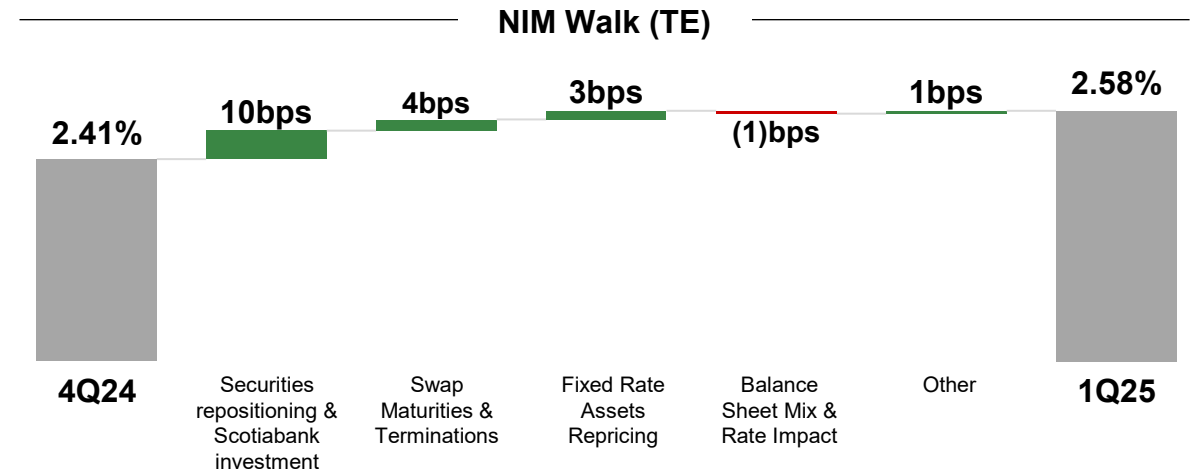 NIM Walk (TE)
2.41%
10bps
4bps
3bps
(1)bps
1bps
2.58%
4Q24
Securities
repositioning &
Scotiabank
investment
Swap
Maturities &
Terminations
Fixed Rate
Assets
Repricing
Balance
Sheet Mix &
Rate Impact
Other
1Q25